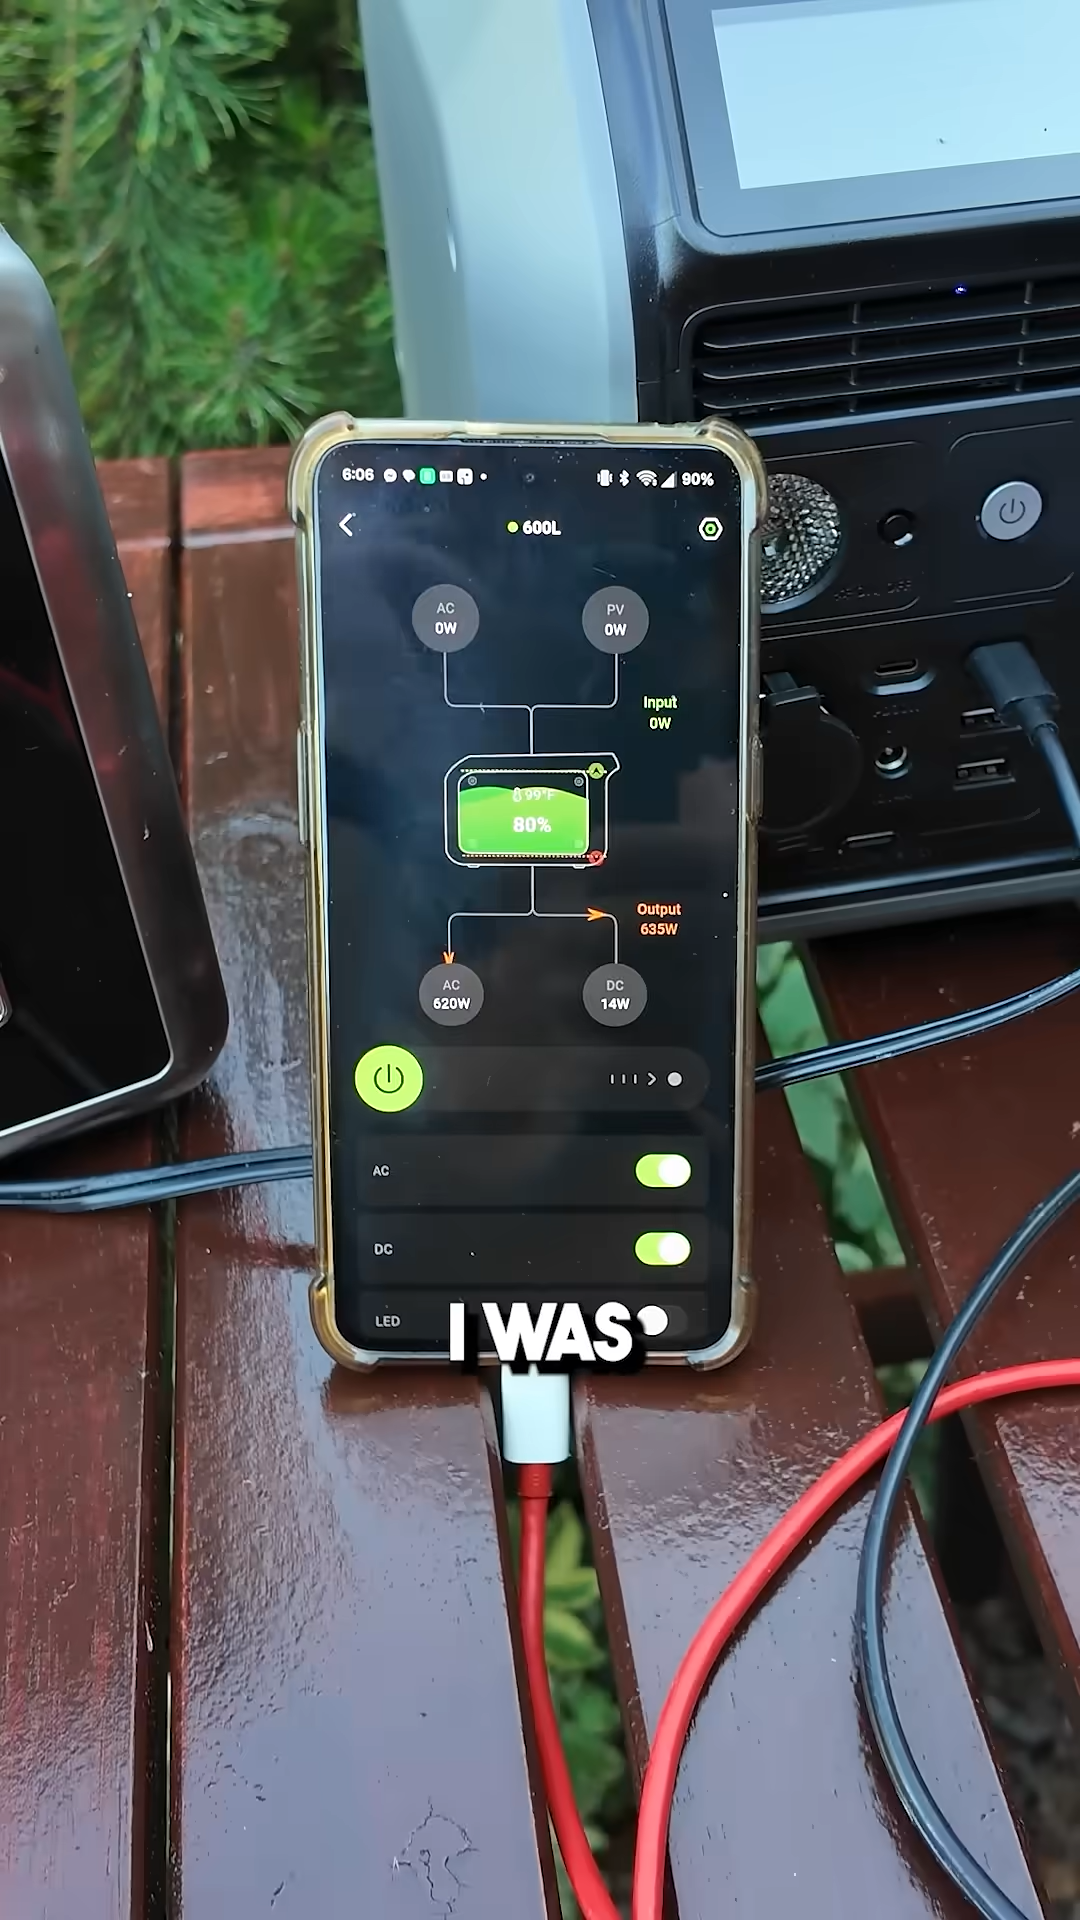 6:06
90%
600L
AC
0W
PV
0W
Input
0W
99°F
80%
Output
635W
AC
620W
DC
14W
AC
DC
LED
I WAS